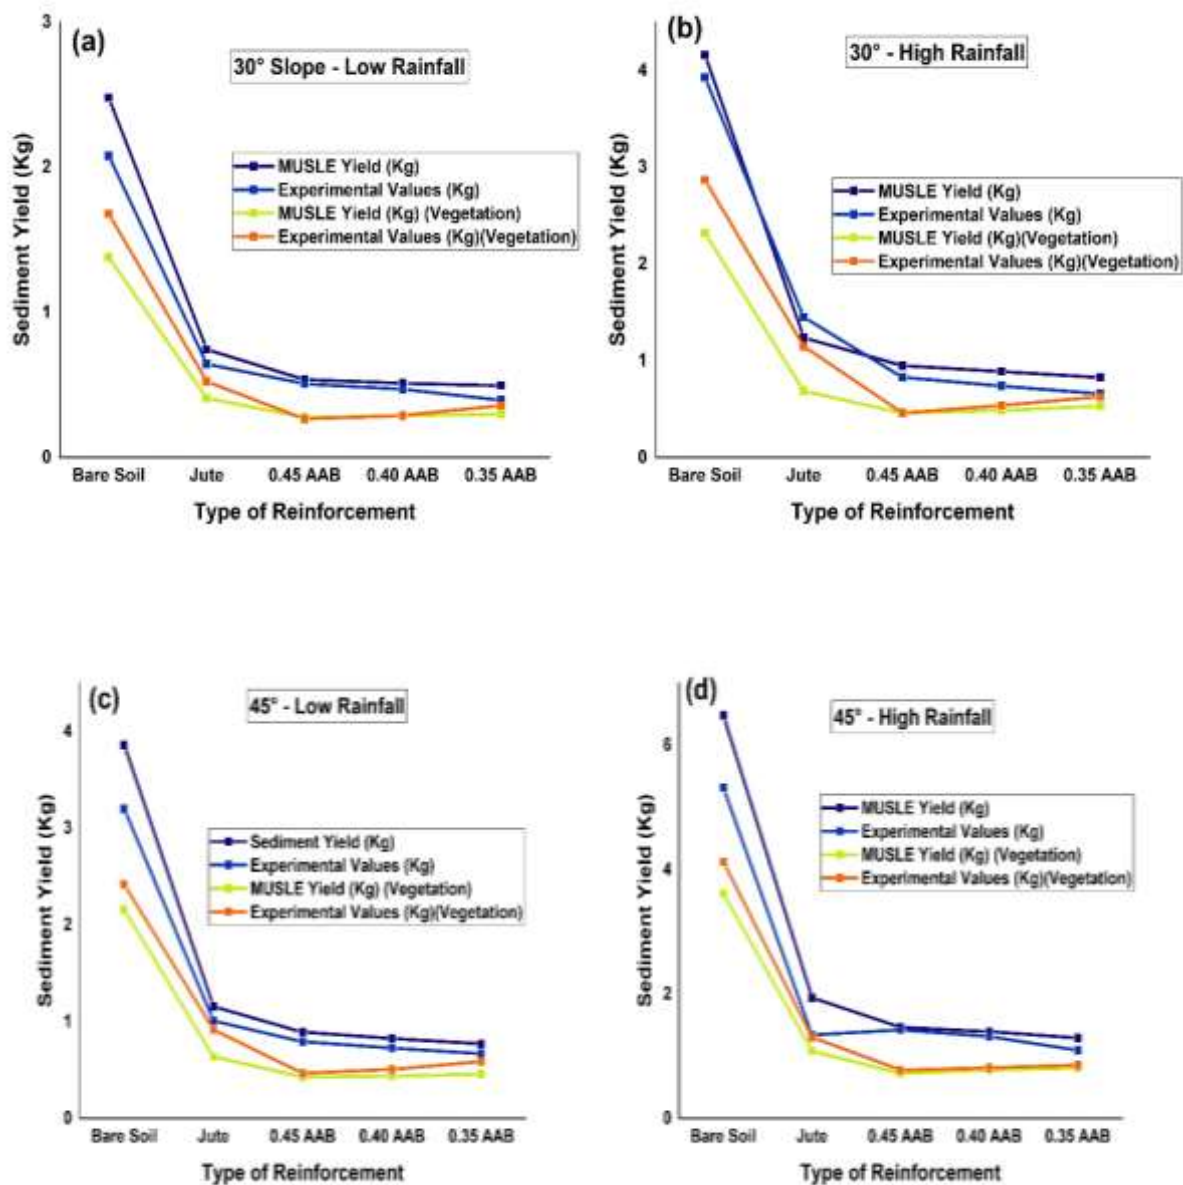 (a)
30° Slope - Low Rainfall
MUSLE Yield (Kg)
Experimental Values (Kg)
MUSLE Yield (Kg) (Vegetation)
Experimental Values (Kg)(Vegetation)
Sediment Yield (Kg)
3
2
1
0
Bare Soil Jute 0.45 AAB 0.40 AAB 0.35 AAB
Type of Reinforcement
(b)
30° - High Rainfall
MUSLE Yield (Kg)
Experimental Values (Kg)
MUSLE Yield (Kg)(Vegetation)
Experimental Values (Kg)(Vegetation)
Sediment Yield (Kg)
4
3
2
1
0
Bare Soil Jute 0.45 AAB 0.40 AAB 0.35 AAB
Type of Reinforcement
(c)
45° - Low Rainfall
Sediment Yield (Kg)
Experimental Values (Kg)
MUSLE Yield (Kg) (Vegetation)
Experimental Values (Kg)(Vegetation)
Sediment Yield (Kg)
4
3
2
1
0
Bare Soil Jute 0.45 AAB 0.40 AAB 0.35 AAB
Type of Reinforcement
(d)
45° - High Rainfall
MUSLE Yield (Kg)
Experimental Values (Kg)
MUSLE Yield (Kg) (Vegetation)
Experimental Values (Kg)(Vegetation)
Sediment Yield (Kg)
6
4
2
0
Bare Soil Jute 0.45 AAB 0.40 AAB 0.35 AAB
Type of Reinforcement